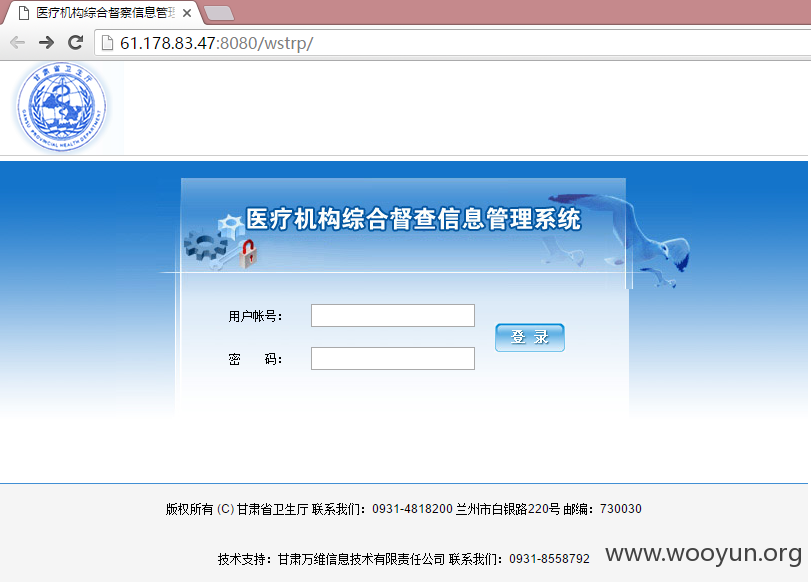 医疗机构综合督察信息管理
61.178.83.47:8080/wstrp/
甘肃省卫生厅
GANSU PROVINCIAL HEALTH DEPARTMENT
医疗机构综合督查信息管理系统
用户帐号：
密 码：
登 录
版权所有 (C) 甘肃省卫生厅 联系我们：0931-4818200 兰州市白银路220号 邮编：730030
技术支持：甘肃万维信息技术有限责任公司 联系我们：0931-8558792
www.wooyun.org